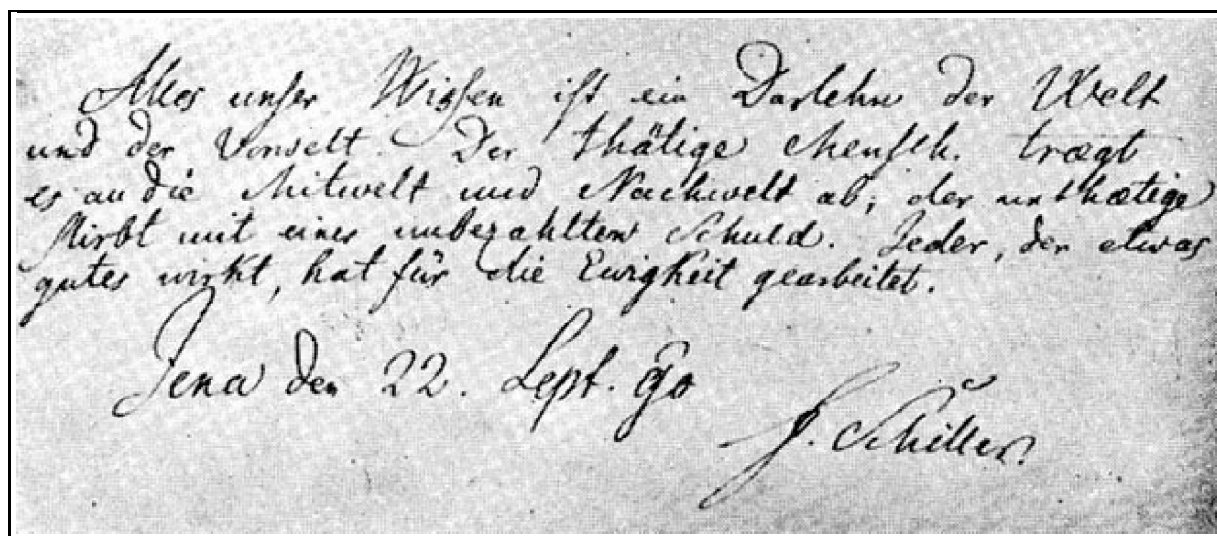 Alles unser Wissen ist ein Darlehn der Welt
und der Vorwelt. Der thätige Mensch. trægt
es an die Mitwelt und Nachwelt ab; der unthætige
stirbt mit einer unbezahlten Schuld. Jeder, der etwas
gutes wirkt, hat für die Ewigkeit gearbeitet.
Jena den 22. Sept. 90
F. Schiller.